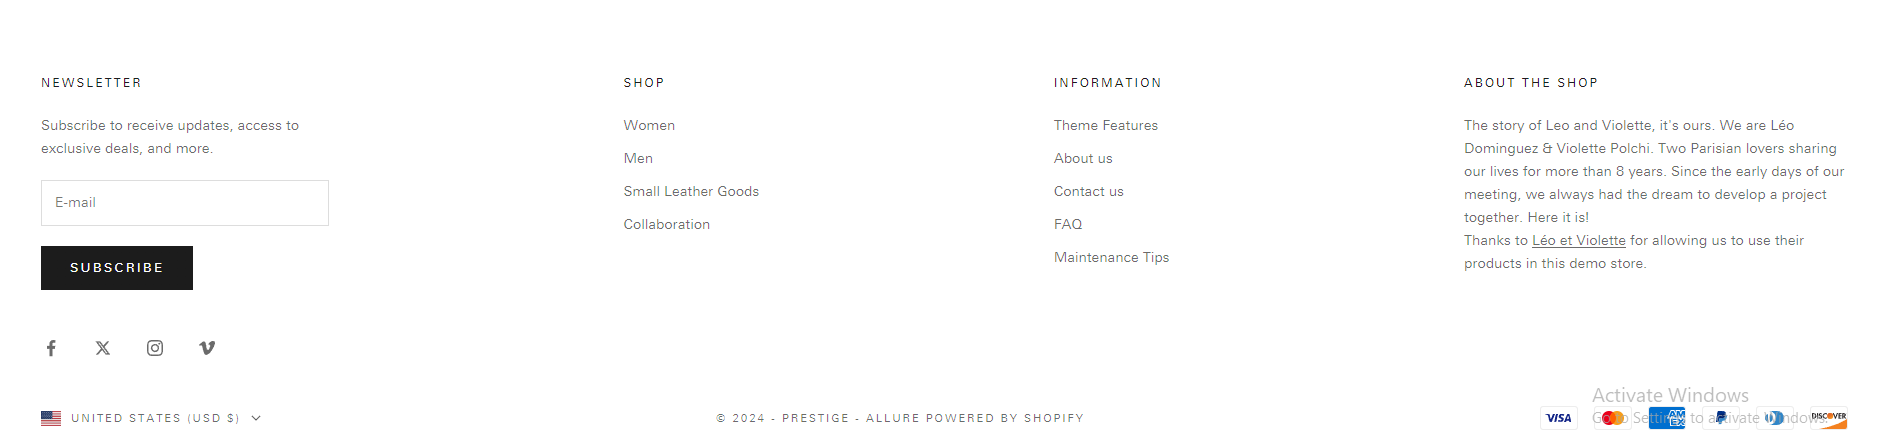 NEWSLETTER
Subscribe to receive updates, access to
exclusive deals, and more.
E-mail
SUBSCRIBE
SHOP
Women
Men
Small Leather Goods
Collaboration
INFORMATION
Theme Features
About us
Contact us
FAQ
Maintenance Tips
ABOUT THE SHOP
The story of Leo and Violette, it's ours. We are Léo
Dominguez & Violette Polchi. Two Parisian lovers sharing
our lives for more than 8 years. Since the early days of our
meeting, we always had the dream to develop a project
together. Here it is!
Thanks to Léo et Violette for allowing us to use their
products in this demo store.
UNITED STATES (USD $)
© 2024 - PRESTIGE - ALLURE POWERED BY SHOPIFY
Activate Windows
Go to Settings to activate Windows.
VISA
AM
EX
DISCOVER